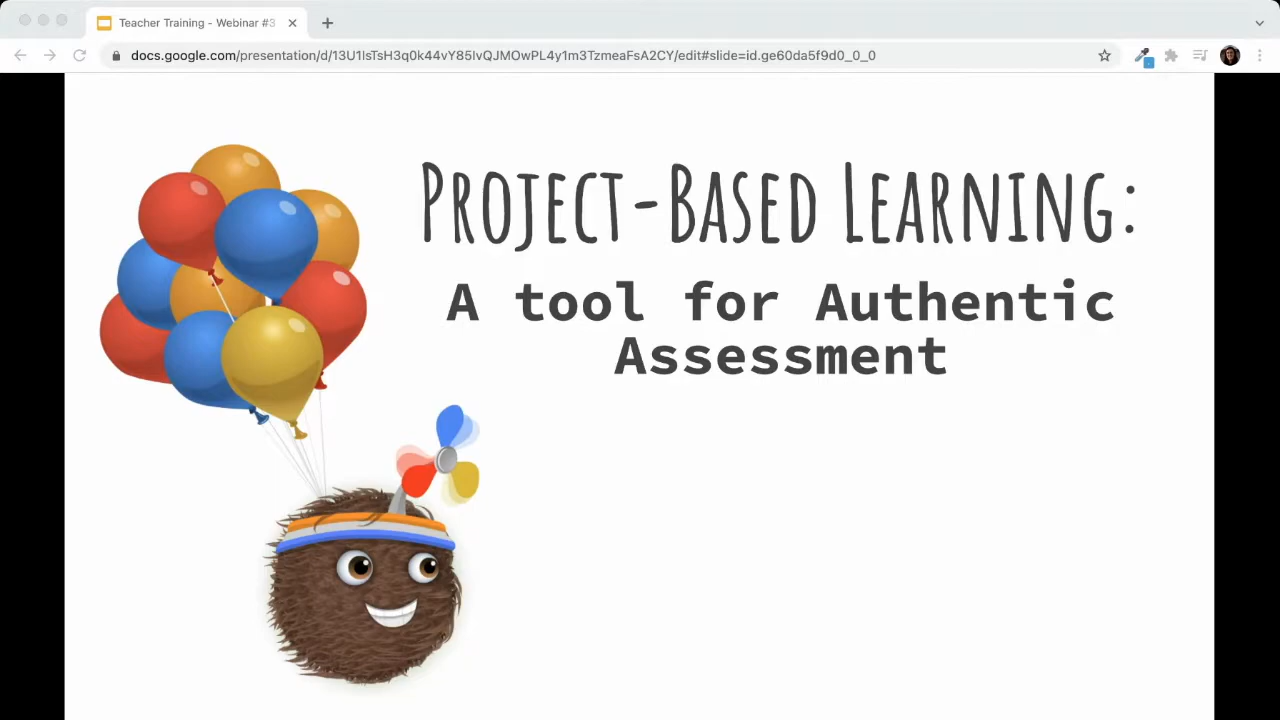 Teacher Training - Webinar #3
docs.google.com/presentation/d/13U1IsTsH3q0k44vY85IvQJMOwPL4y1m3TzmeaFsA2CY/edit#slide=id.ge60da5f9d0_0_0
PROJECT-BASED LEARNING:
A tool for Authentic
Assessment